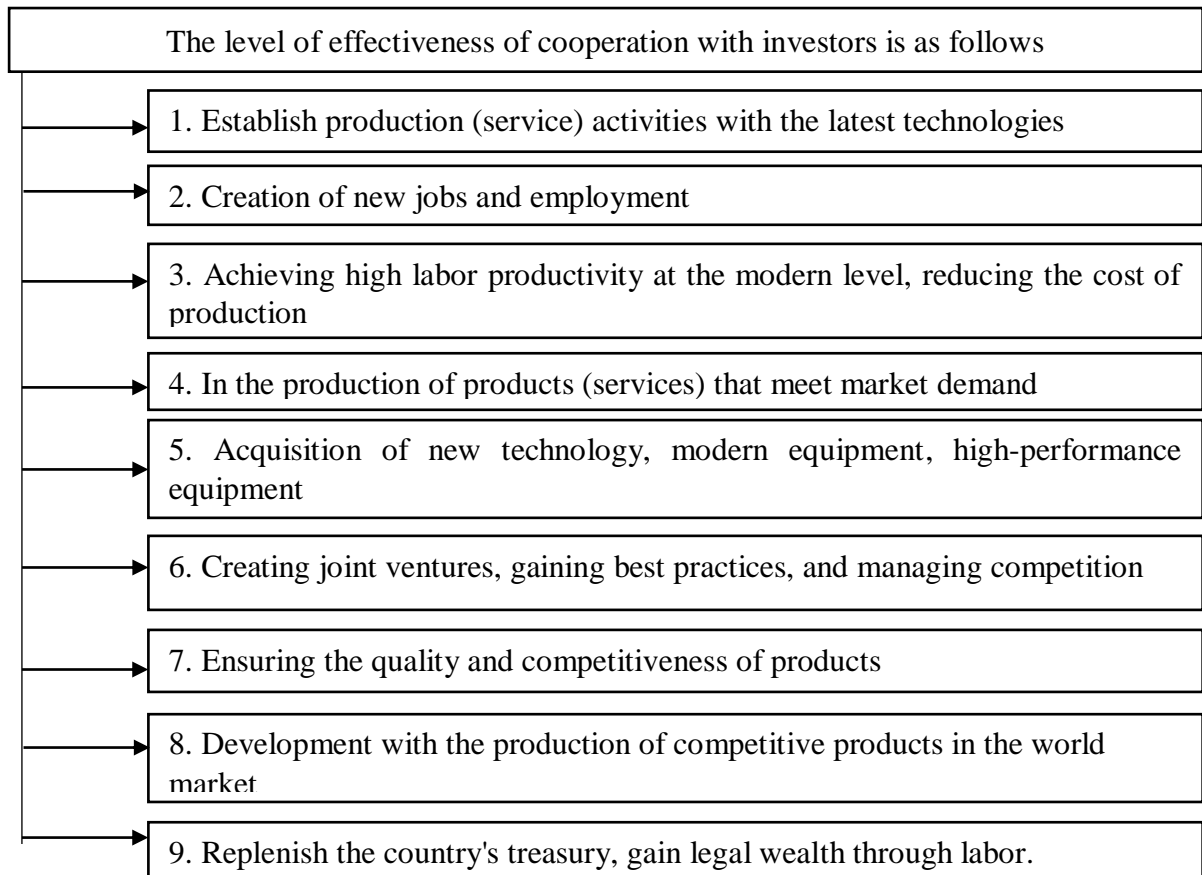 The level of effectiveness of cooperation with investors is as follows
1. Establish production (service) activities with the latest technologies
2. Creation of new jobs and employment
3. Achieving high labor productivity at the modern level, reducing the cost of
production
4. In the production of products (services) that meet market demand
5. Acquisition of new technology, modern equipment, high-performance
equipment
6. Creating joint ventures, gaining best practices, and managing competition
7. Ensuring the quality and competitiveness of products
8. Development with the production of competitive products in the world
market
9. Replenish the country's treasury, gain legal wealth through labor.